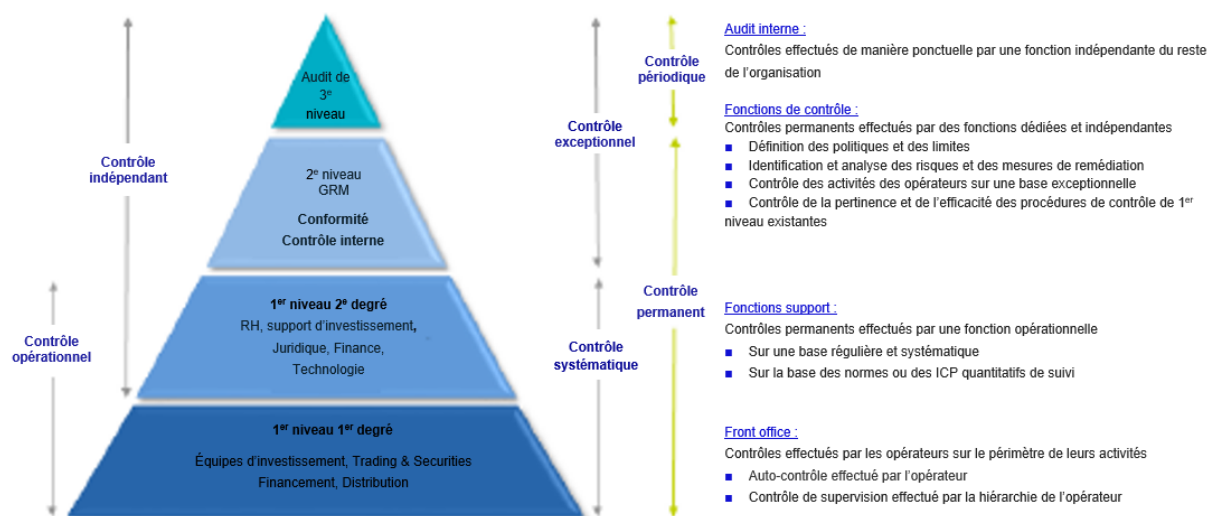 Audit de
3e
niveau
2e niveau
GRM
Conformité
Contrôle interne
1er niveau 2e degré
RH, support d'investissement,
Juridique, Finance,
Technologie
1er niveau 1er degré
Équipes d'investissement, Trading & Securities
Financement, Distribution
Contrôle
indépendant
Contrôle
opérationnel
Contrôle
exceptionnel
Contrôle
systématique
Contrôle
périodique
Contrôle
permanent
Audit interne :
Contrôles effectués de manière ponctuelle par une fonction indépendante du reste
de l'organisation
Fonctions de contrôle :
Contrôles permanents effectués par des fonctions dédiées et indépendantes
■ Définition des politiques et des limites
■ Identification et analyse des risques et des mesures de remédiation
■ Contrôle des activités des opérateurs sur une base exceptionnelle
■ Contrôle de la pertinence et de l'efficacité des procédures de contrôle de 1er
niveau existantes
Fonctions support :
Contrôles permanents effectués par une fonction opérationnelle
■ Sur une base régulière et systématique
■ Sur la base des normes ou des ICP quantitatifs de suivi
Front office :
Contrôles effectués par les opérateurs sur le périmètre de leurs activités
■ Auto-contrôle effectué par l'opérateur
■ Contrôle de supervision effectué par la hiérarchie de l'opérateur